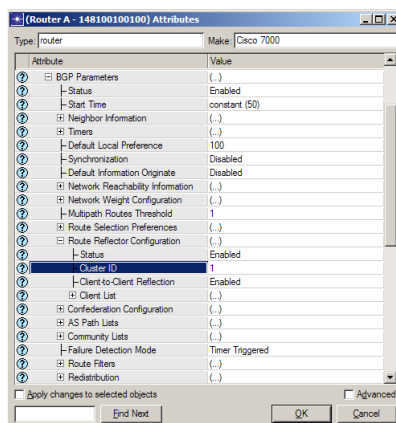 (Router A - 148100100100) Attributes
Type: router Make: Cisco 7000
Attribute Value
BGP Parameters (...)
Status Enabled
Start Time constant (50)
Neighbor Information (...)
Timers (...)
Default Local Preference 100
Synchronization Disabled
Default Information Originate Disabled
Network Reachability Information (...)
Network Weight Configuration (...)
Multipath Routes Threshold 1
Route Selection Preferences (...)
Route Reflector Configuration (...)
Status Enabled
Cluster ID 1
Client-to-Client Reflection Enabled
Client List (...)
Confederation Configuration (...)
AS Path Lists (...)
Community Lists (...)
Failure Detection Mode Timer Triggered
Route Filters (...)
Redistribution (...)
Apply changes to selected objects Advanced
Find Next OK Cancel